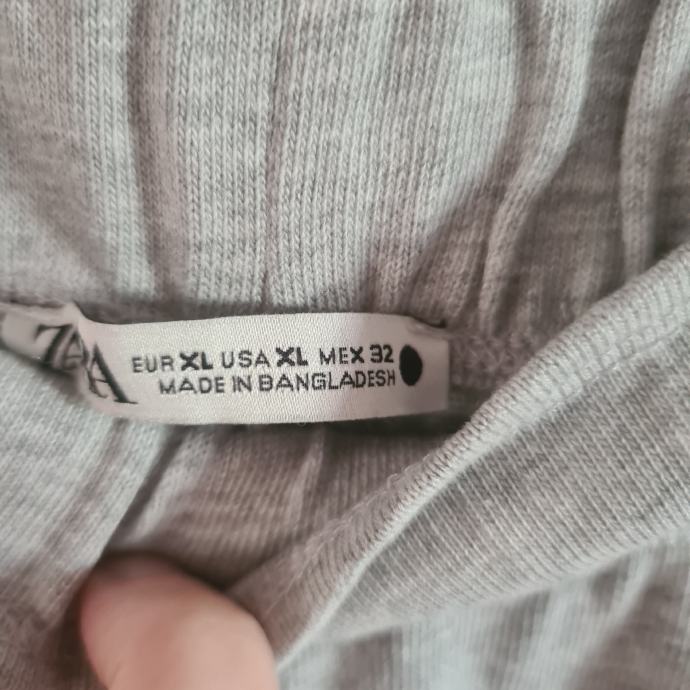 ZARA
EUR XL USA XL MEX 32
MADE IN BANGLADESH